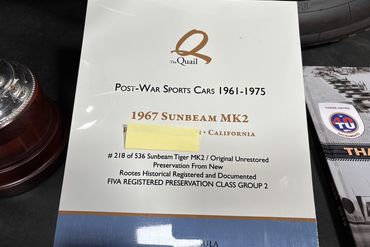 The Quail
POST-WAR SPORTS CARS 1961-1975
1967 SUNBEAM MK2
• CALIFORNIA
# 218 of 536 Sunbeam Tiger MK2 / Original Unrestored
Preservation From New
Rootes Historical Registered and Documented
FIVA REGISTERED PRESERVATION CLASS GROUP 2
THA